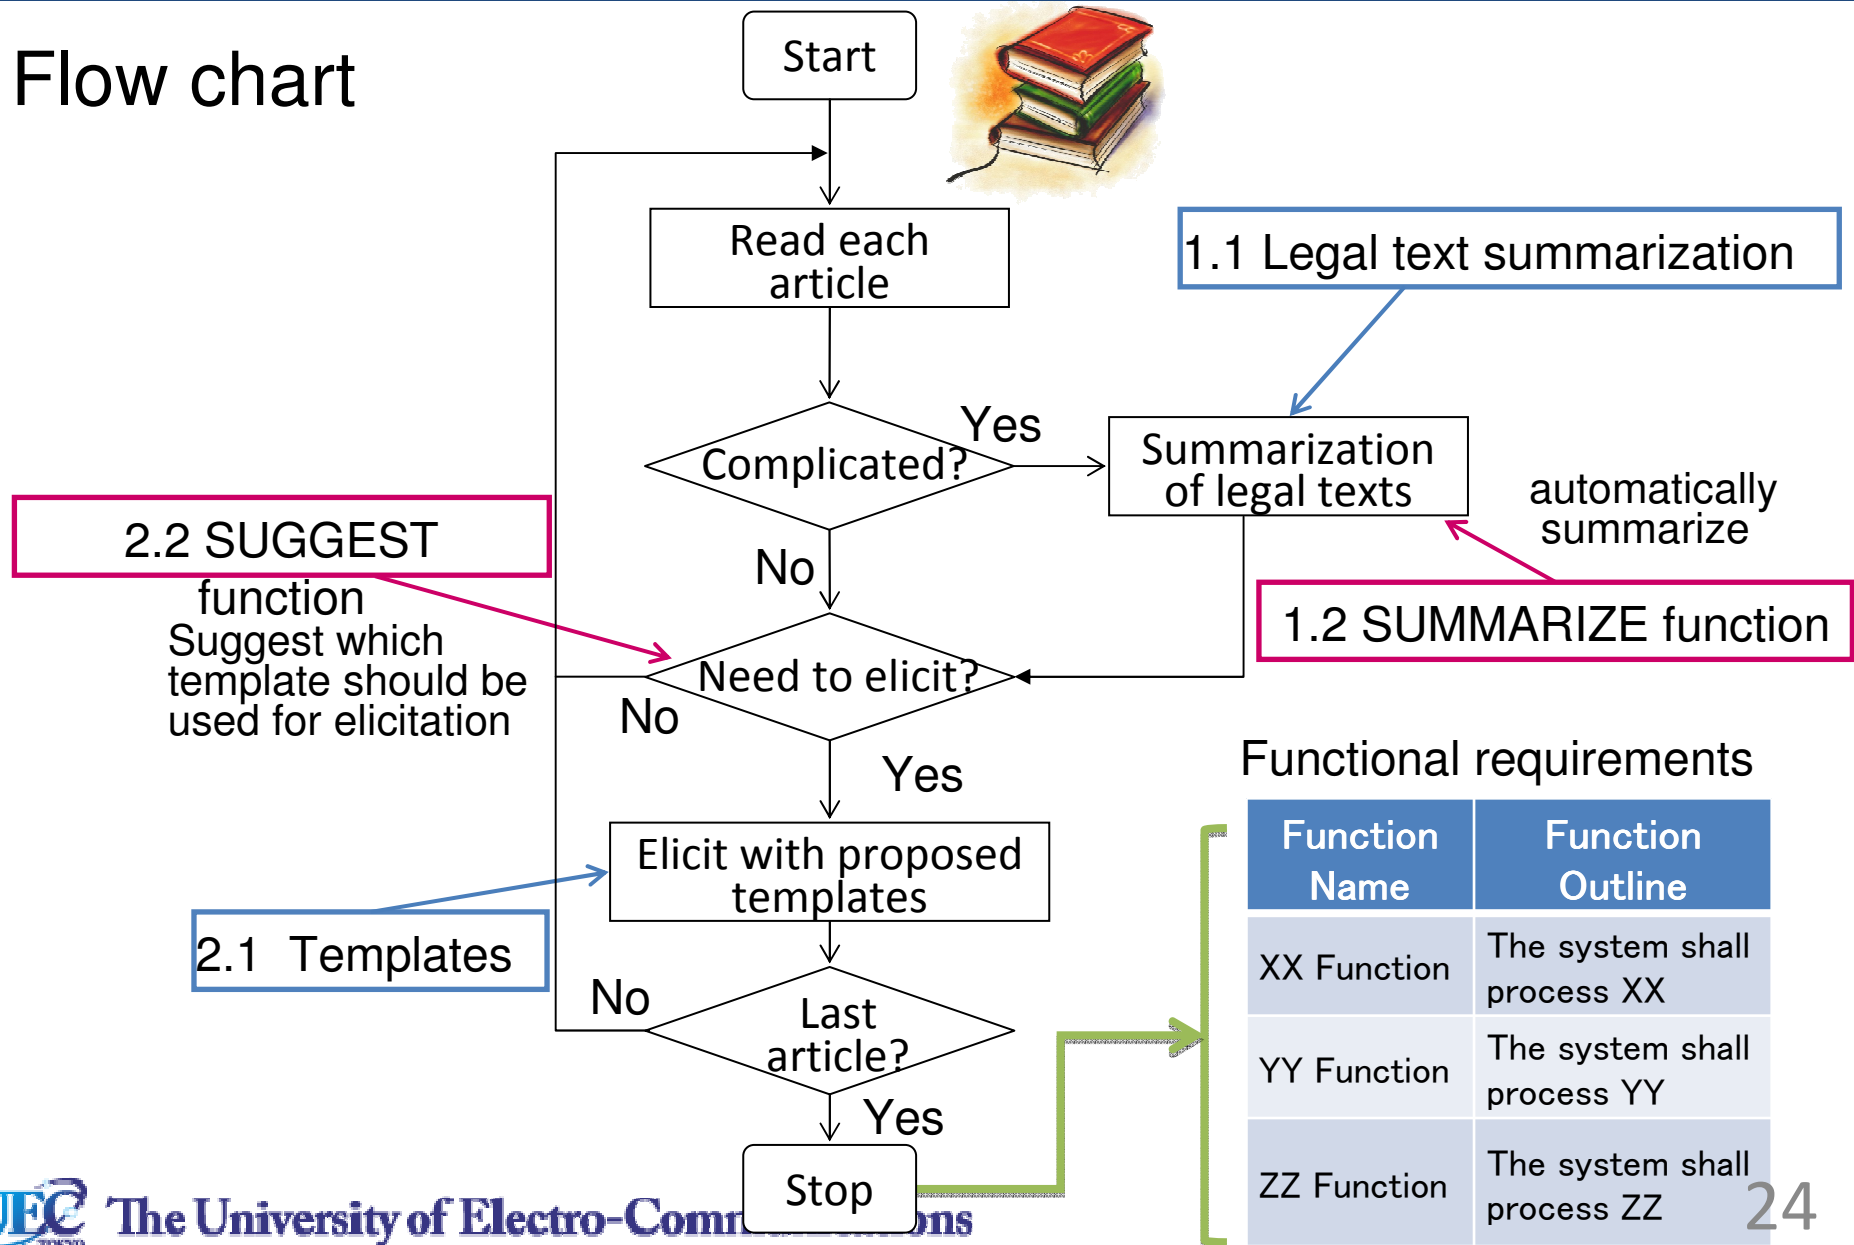 Flow chart
Start
Read each
article
1.1 Legal text summarization
Complicated?
Yes
Summarization
of legal texts
automatically
summarize
1.2 SUMMARIZE function
No
2.2 SUGGEST
function
Suggest which
template should be
used for elicitation
Need to elicit?
No
Yes
Elicit with proposed
templates
2.1 Templates
Last
article?
No
Yes
Stop
Functional requirements
Function
Name
Function
Outline
XX Function
The system shall
process XX
YY Function
The system shall
process YY
ZZ Function
The system shall
process ZZ
UEC
The University of Electro-Comm
ons
24